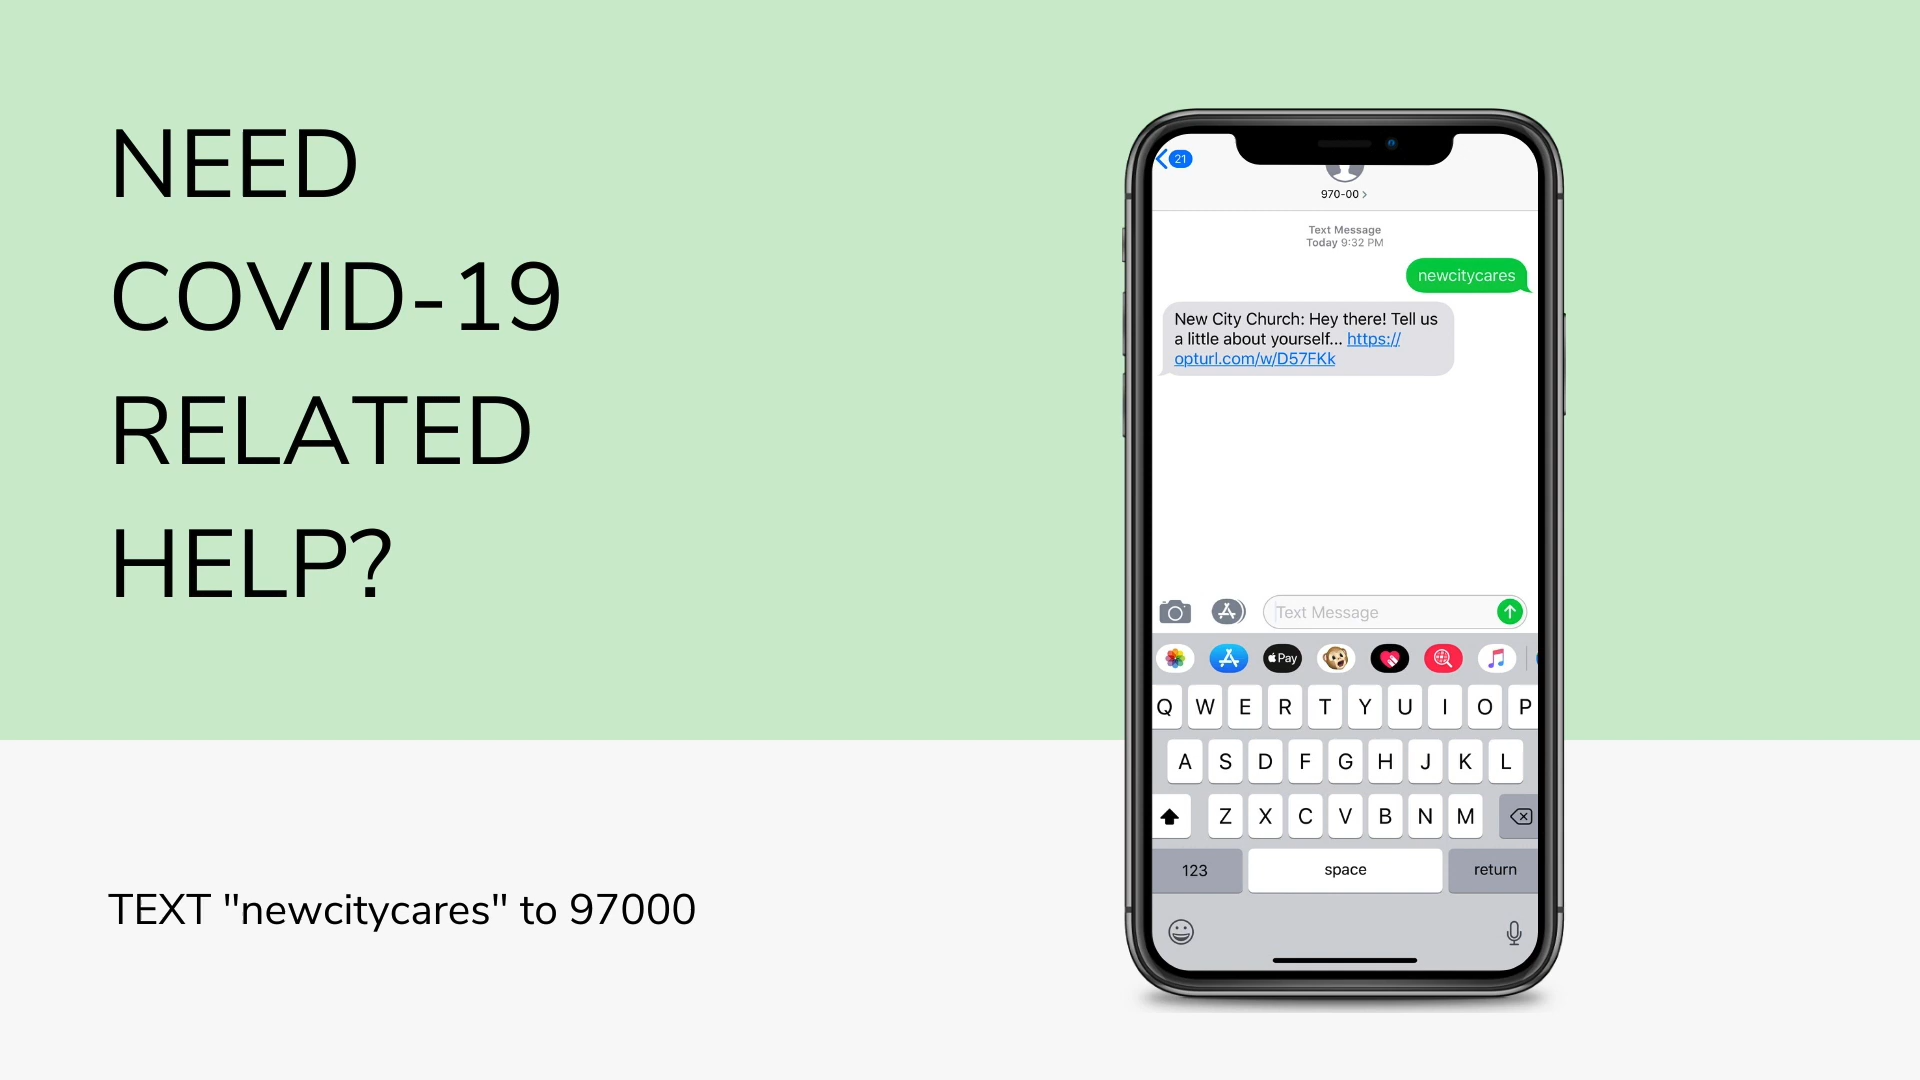 NEED
COVID-19
RELATED
HELP?
TEXT "newcitycares" to 97000
21
970-00 >
Text Message
Today 9:32 PM
newcitycares
New City Church: Hey there! Tell us
a little about yourself... https://
opturl.com/w/D57FKk
Text Message
Pay
Q W E R T Y U I O P
A S D F G H J K L
Z X C V B N M
123 space return